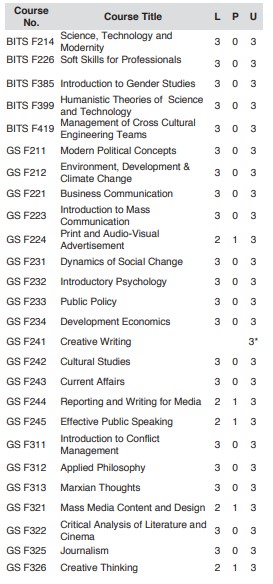 Course No. Course Title L P U
BITS F214 Science, Technology and Modernity 3 0 3
BITS F226 Soft Skills for Professionals 3 0 3
BITS F385 Introduction to Gender Studies 3 0 3
BITS F399 Humanistic Theories of Science and Technology 3 0 3
BITS F419 Management of Cross Cultural Engineering Teams 3 0 3
GS F211 Modern Political Concepts 3 0 3
GS F212 Environment, Development & Climate Change 3 0 3
GS F221 Business Communication 3 0 3
GS F223 Introduction to Mass Communication 3 0 3
GS F224 Print and Audio-Visual Advertisement 2 1 3
GS F231 Dynamics of Social Change 3 0 3
GS F232 Introductory Psychology 3 0 3
GS F233 Public Policy 3 0 3
GS F234 Development Economics 3 0 3
GS F241 Creative Writing 3*
GS F242 Cultural Studies 3 0 3
GS F243 Current Affairs 3 0 3
GS F244 Reporting and Writing for Media 2 1 3
GS F245 Effective Public Speaking 2 1 3
GS F311 Introduction to Conflict Management 3 0 3
GS F312 Applied Philosophy 3 0 3
GS F313 Marxian Thoughts 3 0 3
GS F321 Mass Media Content and Design 2 1 3
GS F322 Critical Analysis of Literature and Cinema 3 0 3
GS F325 Journalism 3 0 3
GS F326 Creative Thinking 2 1 3